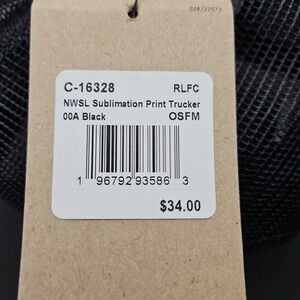 C-16328 RLFC
NWSL Sublimation Print Trucker
00A Black OSFM
1 96792 93586 3
$34.00